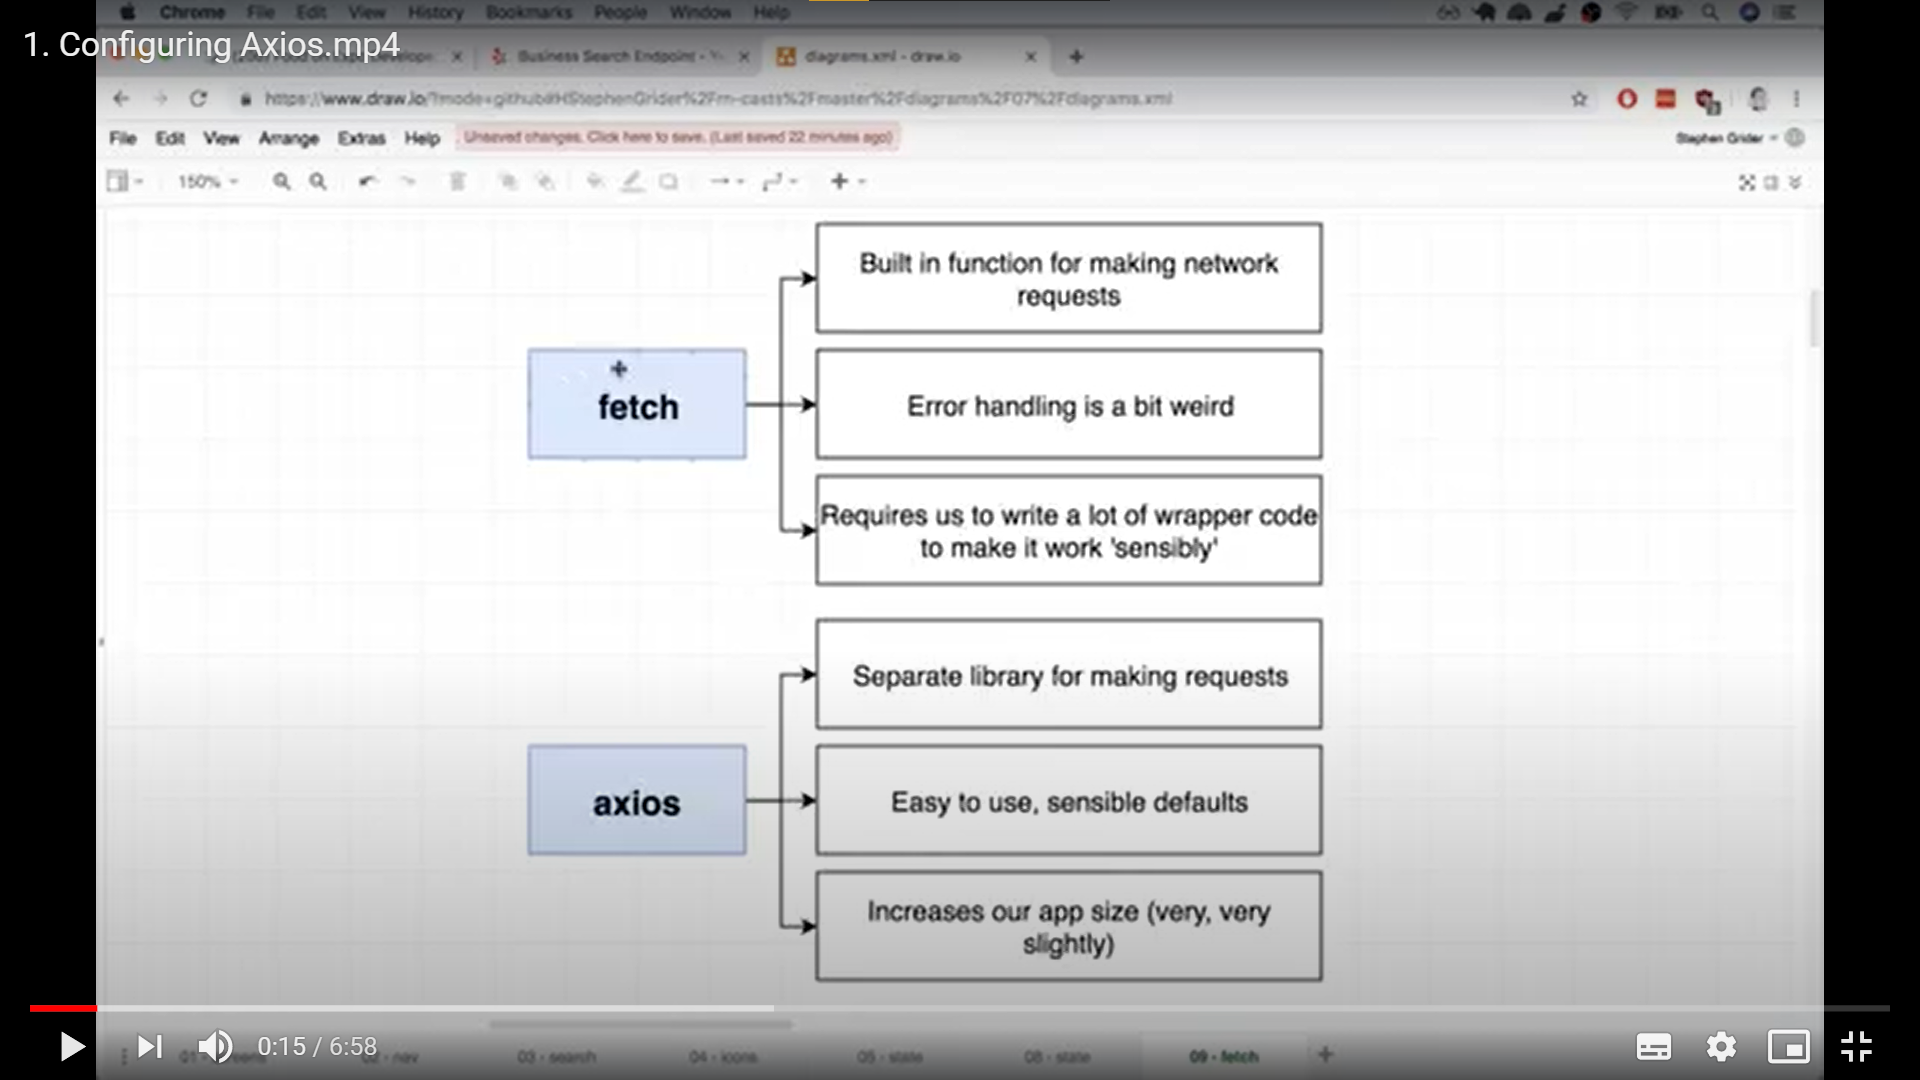 Chrome File Edit View History Bookmarks People Window Help
1. Configuring Axios.mp4
Business Search Endpoint - diagrams.xml - draw.io
https://www.draw.io/?mode=github#HStephenGrider%2Frn-casts%2Fmaster%2Fdiagrams%2F07%2Fdiagrams.xml
File Edit View Arrange Extras Help Unsaved changes. Click here to save. (Last saved 22 minutes ago) Stephen Grider
150%
Built in function for making network
requests
fetch
Error handling is a bit weird
Requires us to write a lot of wrapper code
to make it work 'sensibly'
Separate library for making requests
axios
Easy to use, sensible defaults
Increases our app size (very, very
slightly)
0:15 / 6:58
03 - search 04 - icons 05 - state 08 - state 09 - fetch